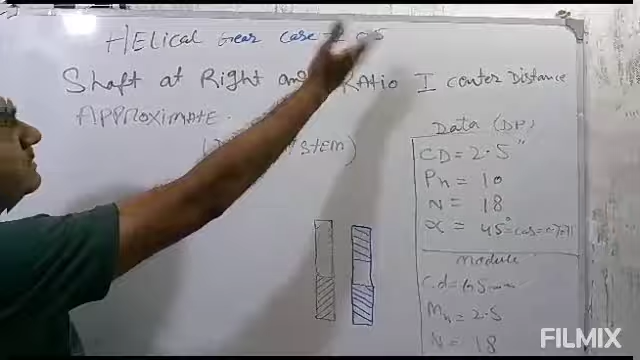 HElical Gear case = 05
Shaft at Right and Ratio I center Distance
APPROximate.
STEM)
Data (DP)
CD = 2.5"
Pn = 10
N = 18
α = 45°
module
C.d =
Mn = 2.5
N = 18
FILMIX